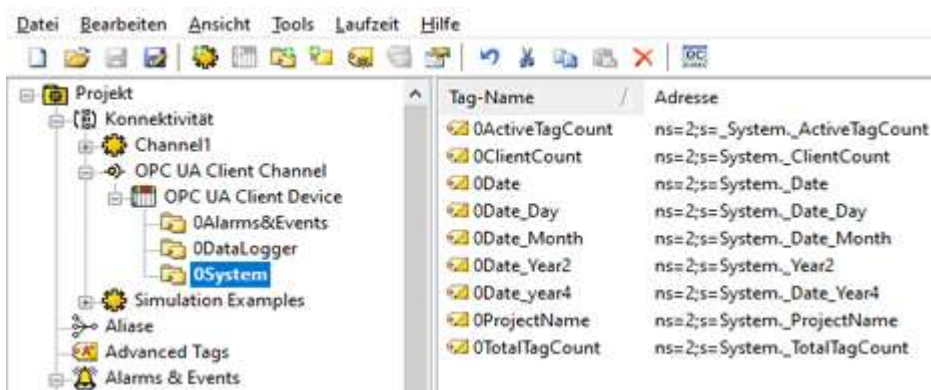 Datei Bearbeiten Ansicht Tools Laufzeit Hilfe
Projekt
Konnektivität
Channel1
OPC UA Client Channel
OPC UA Client Device
0Alarms&Events
0DataLogger
0System
Simulation Examples
Aliase
Advanced Tags
Alarms & Events
Tag-Name / Adresse
0ActiveTagCount ns=2;s=_System._ActiveTagCount
0ClientCount ns=2;s=System._ClientCount
0Date ns=2;s=System._Date
0Date_Day ns=2;s=System._Date_Day
0Date_Month ns=2;s=System._Date_Month
0Date_Year2 ns=2;s=System._Year2
0Date_year4 ns=2;s=System._Date_Year4
0ProjectName ns=2;s=System._ProjectName
0TotalTagCount ns=2;s=System._TotalTagCount